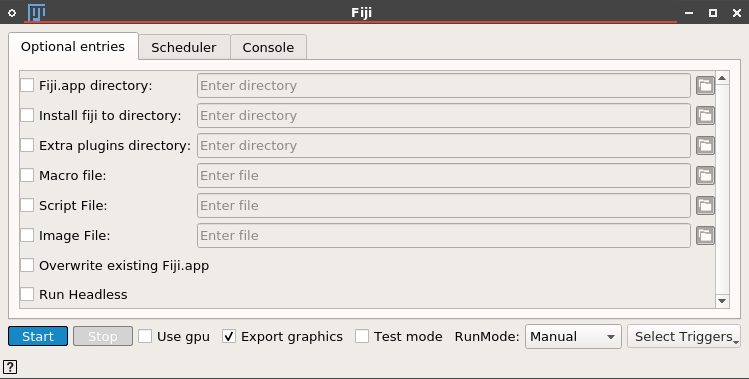 Fiji
Optional entries Scheduler Console
Fiji.app directory: Enter directory
Install fiji to directory: Enter directory
Extra plugins directory: Enter directory
Macro file: Enter file
Script File: Enter file
Image File: Enter file
Overwrite existing Fiji.app
Run Headless
Start Stop Use gpu Export graphics Test mode RunMode: Manual Select Triggers
?